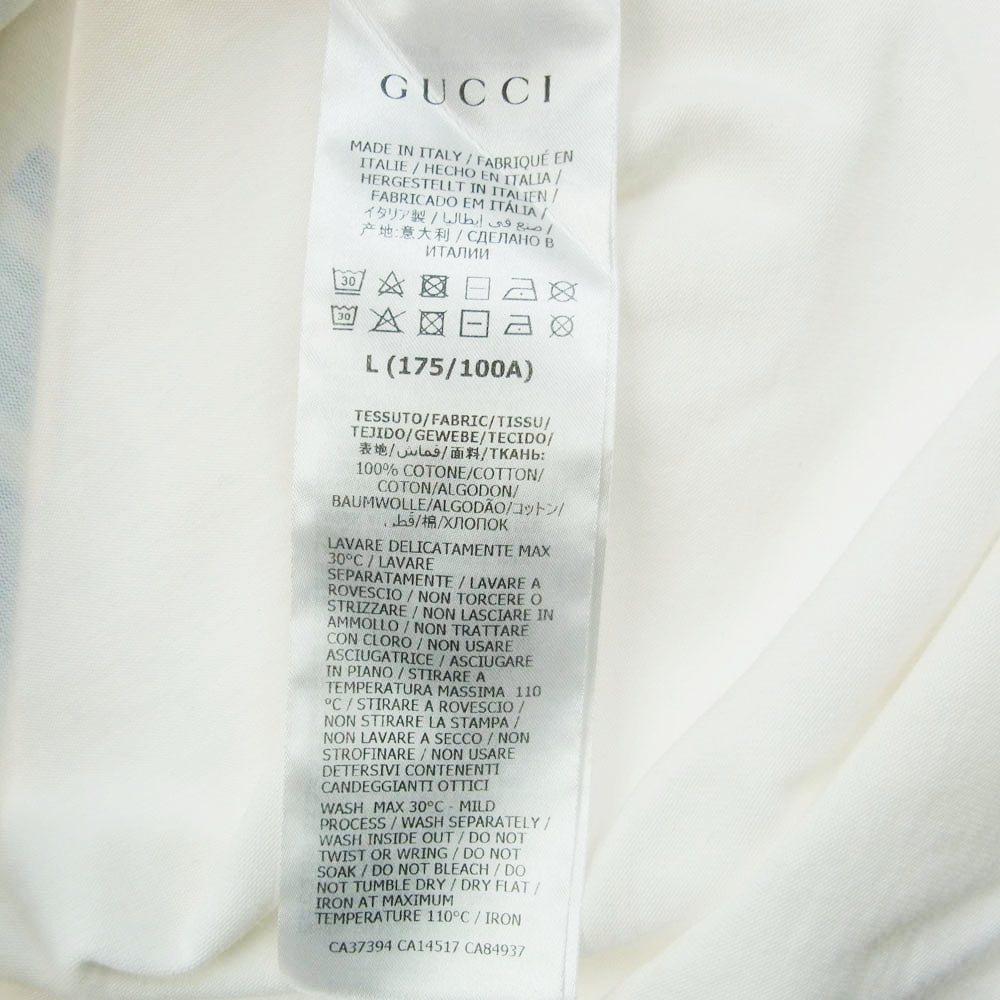 GUCCI
MADE IN ITALY / FABRIQUÉ EN
ITALIE / HECHO EN ITALIA /
HERGESTELLT IN ITALIEN /
FABRICADO EM ITÁLIA /
イタリア製 / صنع في إيطاليا /
产地:意大利 / СДЕЛАНО В
ИТАЛИИ
30
30
L (175/100A)
TESSUTO/FABRIC/TISSU/
TEJIDO/GEWEBE/TECIDO/
表地/قماش/面料/ТКАНЬ:
100% COTONE/COTTON/
COTON/ALGODON/
BAUMWOLLE/ALGODÃO/コットン/
قطن/棉/ХЛОПОК
LAVARE DELICATAMENTE MAX
30°C / LAVARE
SEPARATAMENTE / LAVARE A
ROVESCIO / NON TORCERE O
STRIZZARE / NON LASCIARE IN
AMMOLLO / NON TRATTARE
CON CLORO / NON USARE
ASCIUGATRICE / ASCIUGARE
IN PIANO / STIRARE A
TEMPERATURA MASSIMA 110
°C / STIRARE A ROVESCIO /
NON STIRARE LA STAMPA /
NON LAVARE A SECCO / NON
STROFINARE / NON USARE
DETERSIVI CONTENENTI
CANDEGGIANTI OTTICI
WASH MAX 30°C - MILD
PROCESS / WASH SEPARATELY /
WASH INSIDE OUT / DO NOT
TWIST OR WRING / DO NOT
SOAK / DO NOT BLEACH / DO
NOT TUMBLE DRY / DRY FLAT /
IRON AT MAXIMUM
TEMPERATURE 110°C / IRON
CA37394 CA14517 CA84937